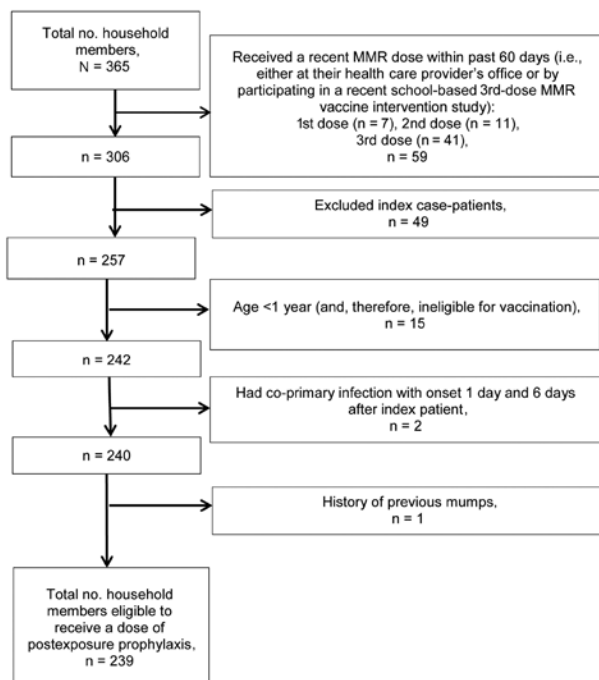 Total no. household
members,
N = 365
Received a recent MMR dose within past 60 days (i.e.,
either at their health care provider's office or by
participating in a recent school-based 3rd-dose MMR
vaccine intervention study):
1st dose (n = 7), 2nd dose (n = 11),
3rd dose (n = 41),
n = 59
n = 306
Excluded index case-patients,
n = 49
n = 257
Age <1 year (and, therefore, ineligible for vaccination),
n = 15
n = 242
Had co-primary infection with onset 1 day and 6 days
after index patient,
n = 2
n = 240
History of previous mumps,
n = 1
Total no. household
members eligible to
receive a dose of
postexposure prophylaxis,
n = 239